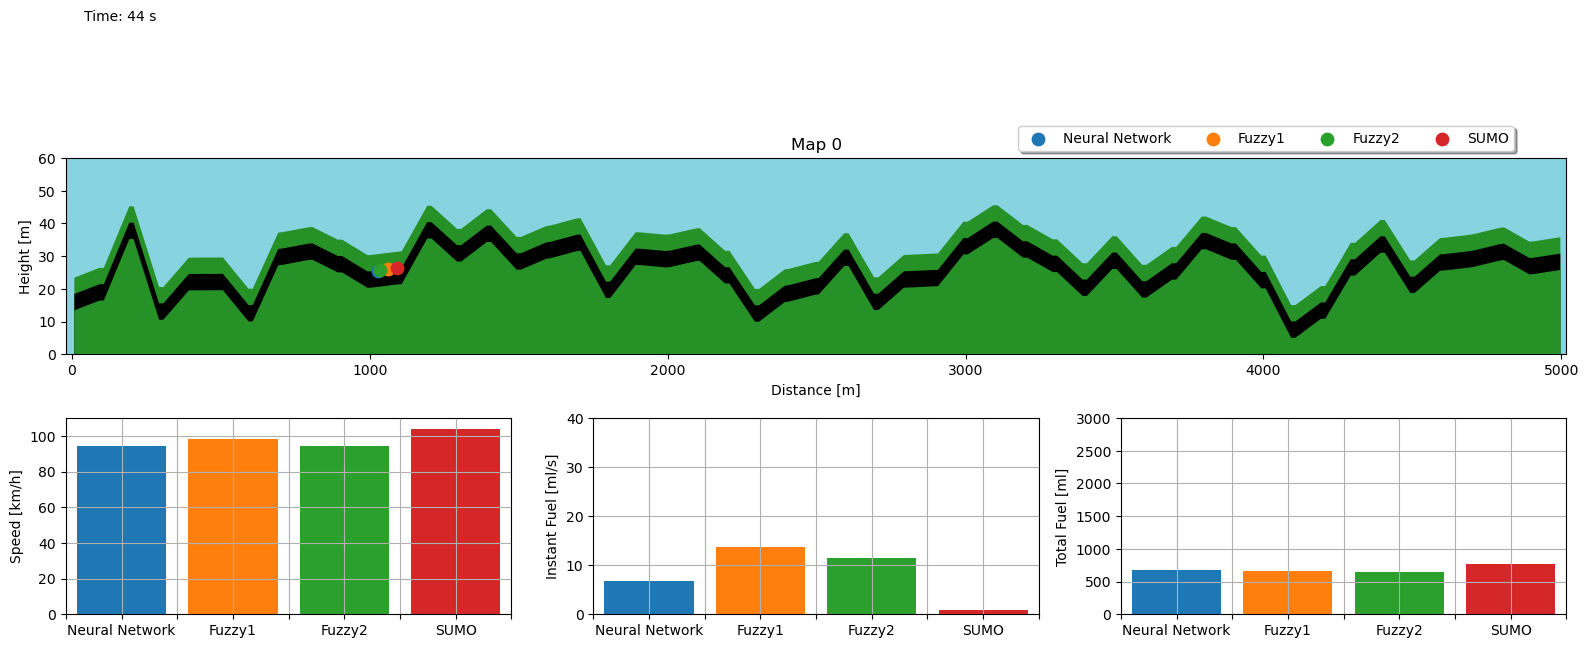 Time: 44 s
Map 0
Neural Network Fuzzy1 Fuzzy2 SUMO
Height [m]
60
50
40
30
20
10
0
0 1000 2000 3000 4000 5000
Distance [m]
Speed [km/h]
100
80
60
40
20
0
Neural Network Fuzzy1 Fuzzy2 SUMO
Instant Fuel [ml/s]
40
30
20
10
0
Neural Network Fuzzy1 Fuzzy2 SUMO
Total Fuel [ml]
3000
2500
2000
1500
1000
500
0
Neural Network Fuzzy1 Fuzzy2 SUMO